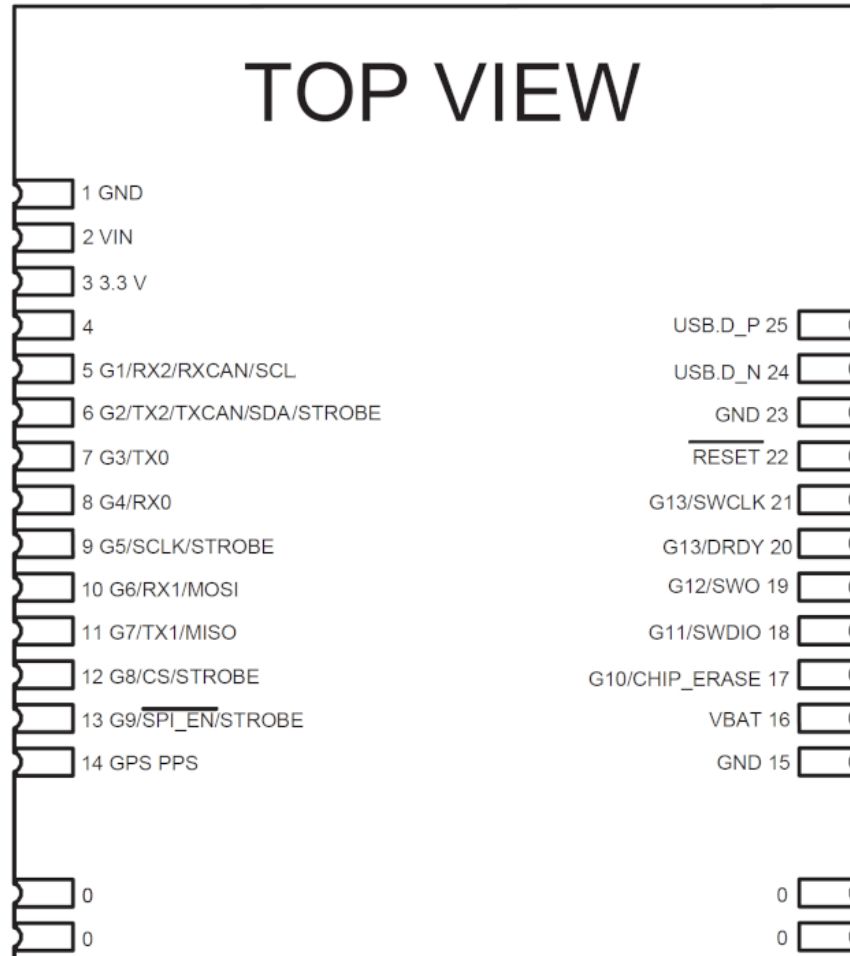 TOP VIEW
1 GND
2 VIN
3 3.3 V
4
5 G1/RX2/RXCAN/SCL
6 G2/TX2/TXCAN/SDA/STROBE
7 G3/TX0
8 G4/RX0
9 G5/SCLK/STROBE
10 G6/RX1/MOSI
11 G7/TX1/MISO
12 G8/CS/STROBE
13 G9/SPI_EN/STROBE
14 GPS PPS
0
0
USB.D_P 25
USB.D_N 24
GND 23
RESET 22
G13/SWCLK 21
G13/DRDY 20
G12/SWO 19
G11/SWDIO 18
G10/CHIP_ERASE 17
VBAT 16
GND 15
0
0